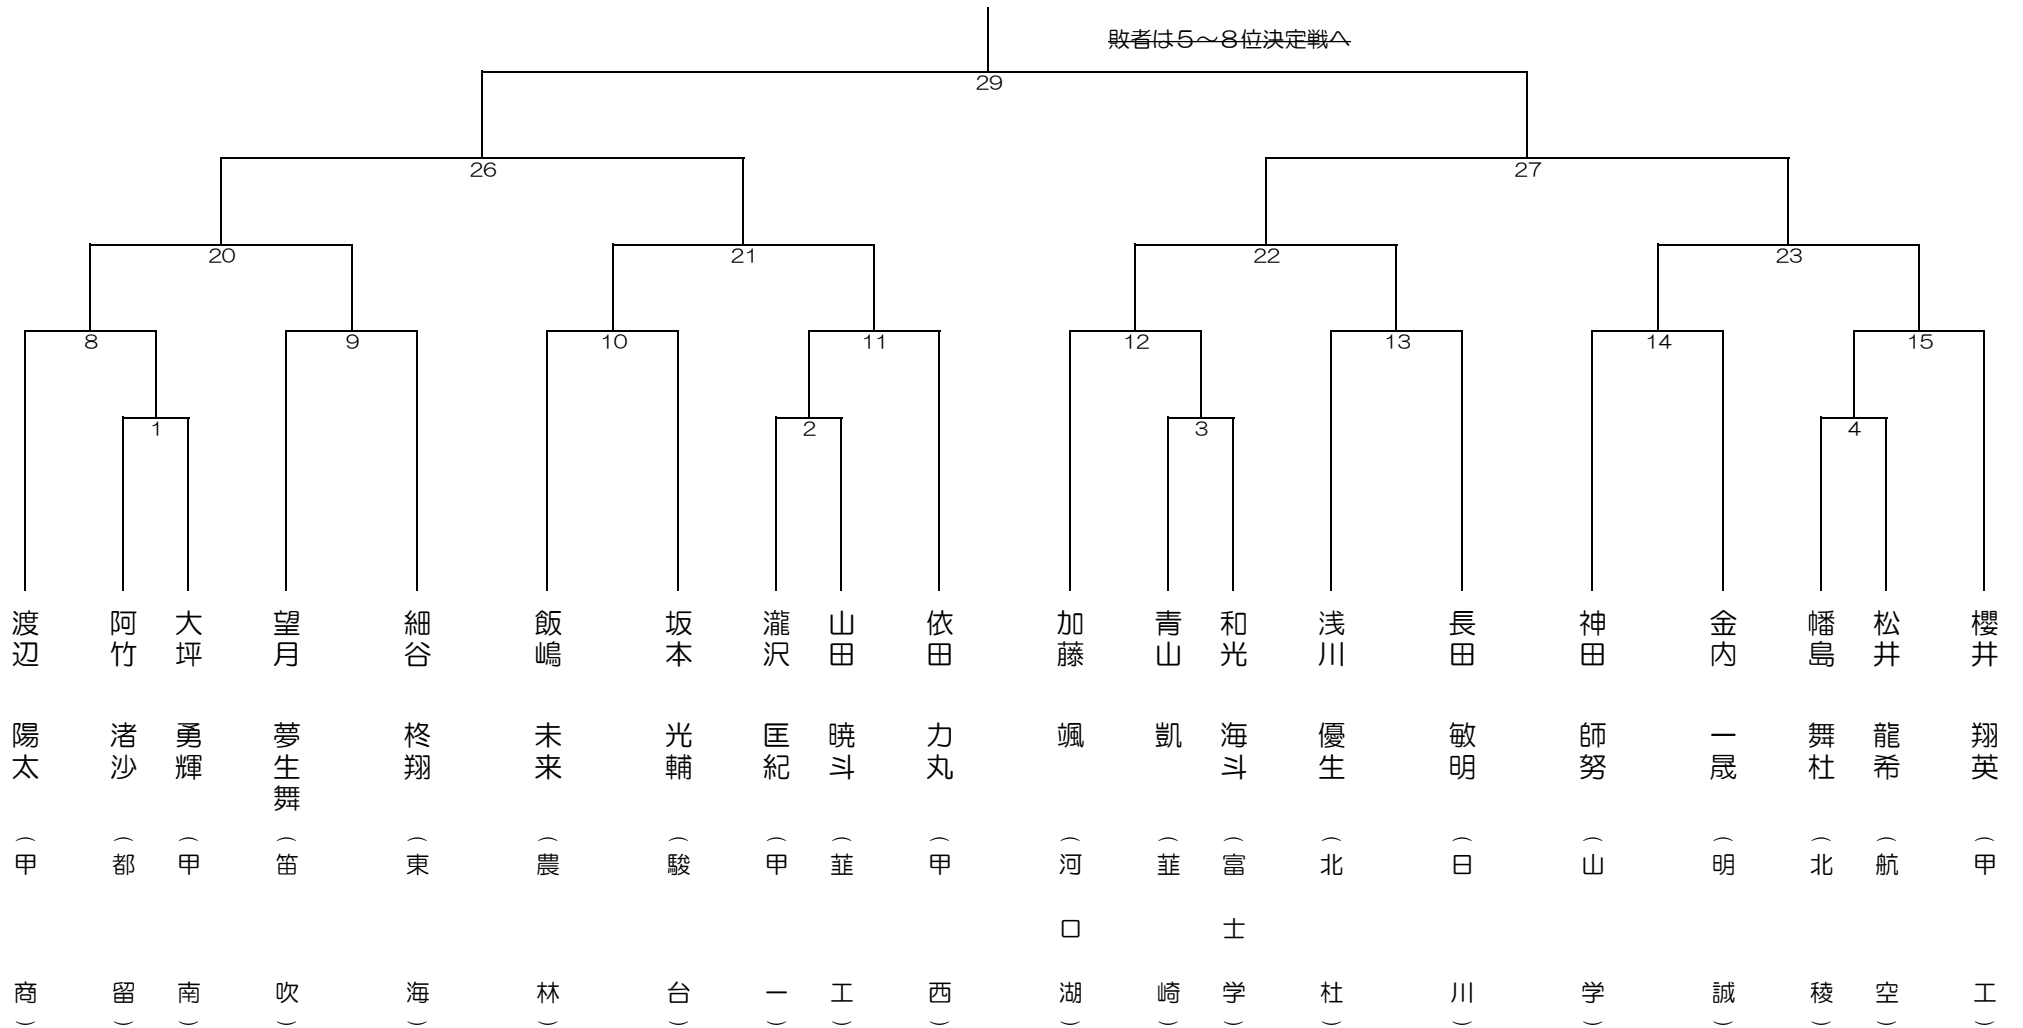 敗者は５～８位決定戦へ
29
26
27
20
21
22
23
8
9
10
11
12
13
14
15
1
2
3
4
渡辺 陽太 （甲商）
阿竹 渚沙 （都留）
大坪 勇輝 （甲南）
望月 夢生舞 （笛吹）
細谷 柊翔 （東海）
飯嶋 未来 （農林）
坂本 光輔 （駿台）
瀧沢 匡紀 （甲一）
山田 暁斗 （韮工）
依田 力丸 （甲西）
加藤 颯 （河口湖）
青山 凱 （韮崎）
和光 海斗 （富士学）
浅川 優生 （北杜）
長田 敏明 （日川）
神田 師努 （山学）
金内 一晟 （明誠）
幡島 舞杜 （北稜）
松井 龍希 （航空）
櫻井 翔英 （甲工）